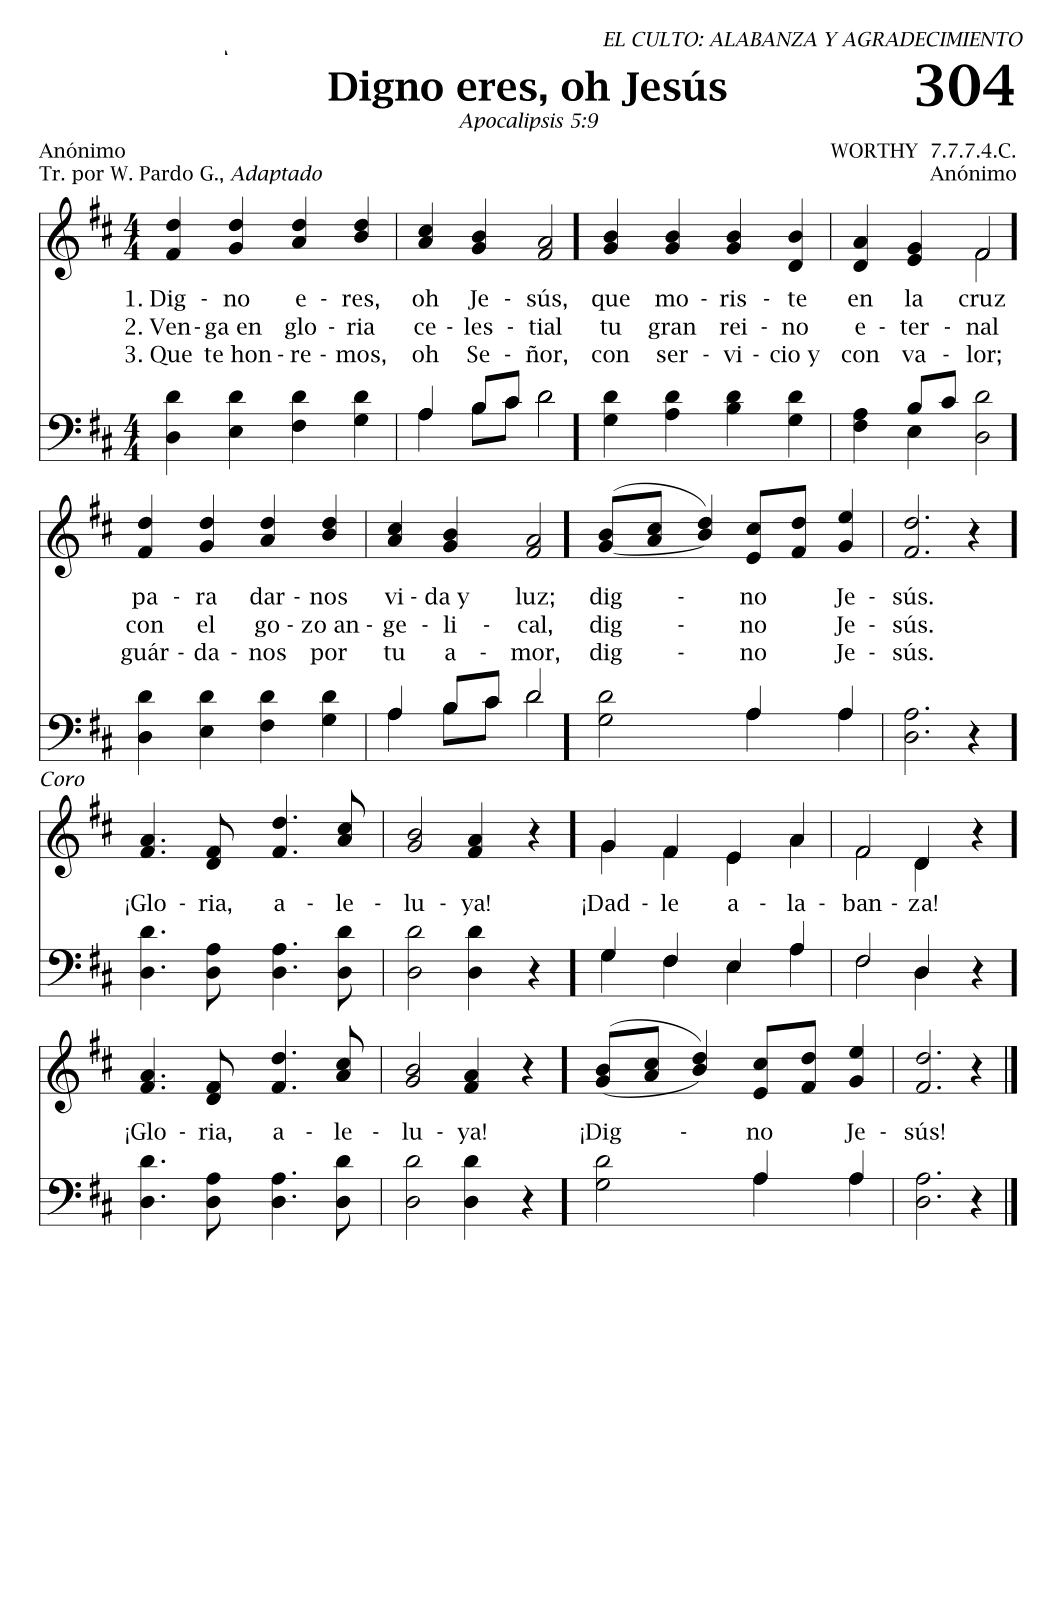 EL CULTO: ALABANZA Y AGRADECIMIENTO
Digno eres, oh Jesús
304
Apocalipsis 5:9
Anónimo
WORTHY 7.7.7.4.C.
Tr. por W. Pardo G., Adaptado
Anónimo
1. Dig - no e - res, oh Je - sús, que mo - ris - te en la cruz
2. Ven - ga en glo - ria ce - les - tial tu gran rei - no e - ter - nal
3. Que te hon - re - mos, oh Se - ñor, con ser - vi - cio y con va - lor;
pa - ra dar - nos vi - da y luz; dig - no Je - sús.
con el go - zo an - ge - li - cal, dig - no Je - sús.
guár - da - nos por tu a - mor, dig - no Je - sús.
Coro
¡Glo - ria, a - le - lu - ya! ¡Dad - le a - la - ban - za!
¡Glo - ria, a - le - lu - ya! ¡Dig - no Je - sús!